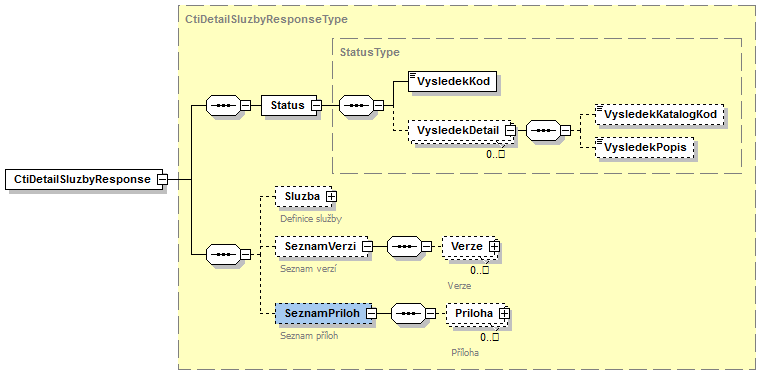 CtiDetailSluzbyResponseType
StatusType
VysledekKod
Status
VysledekDetail
0..
VysledekKatalogKod
VysledekPopis
CtiDetailSluzbyResponse
Sluzba
Definice služby
SeznamVerzi
Seznam verzí
Verze
0..
Verze
SeznamPriloh
Seznam příloh
Priloha
0..
Příloha